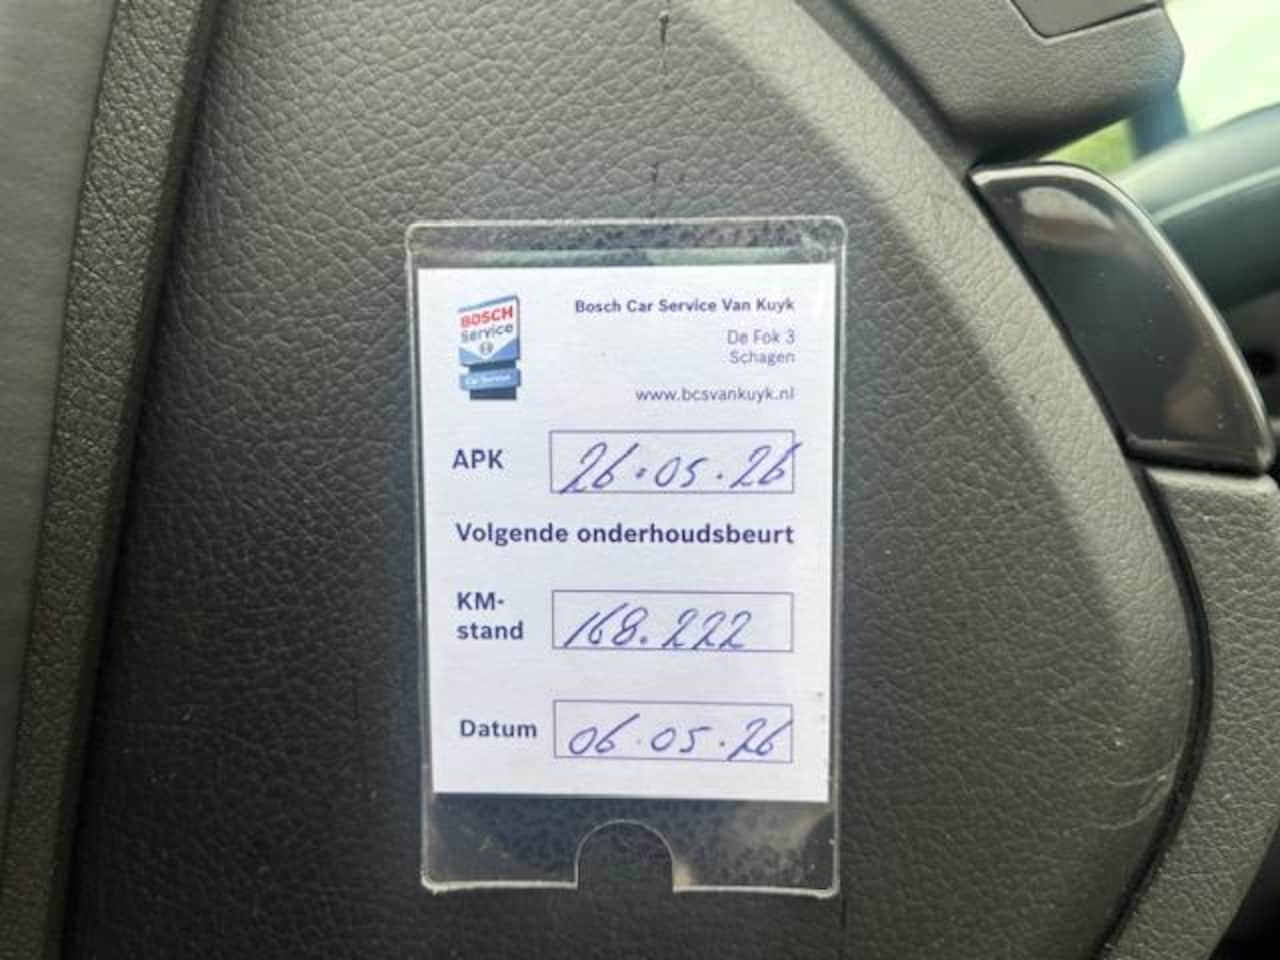 BOSCH
Service
Car Service
Bosch Car Service Van Kuyk
De Fok 3
Schagen
www.bcsvankuyk.nl
APK 26.05.26
Volgende onderhoudsbeurt
KM-
stand 168.222
Datum 06.05.26